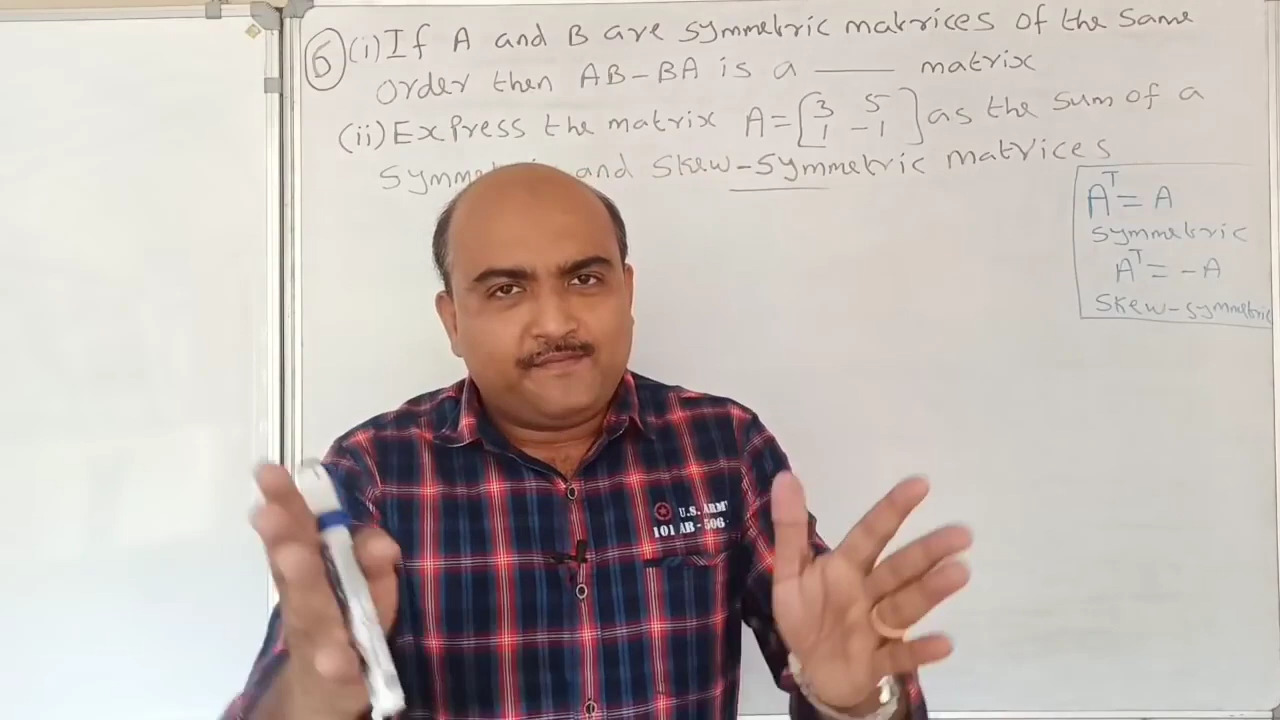 6 (i) If A and B are symmetric matrices of the same
order then AB-BA is a ____ matrix
(ii) Express the matrix A = [3 5
1 -1] as the sum of a
and skew-symmetric matrices
A^T = A
symmetric
A^T = -A
Skew-symmetric
U.S. ARMY
101 AB-506